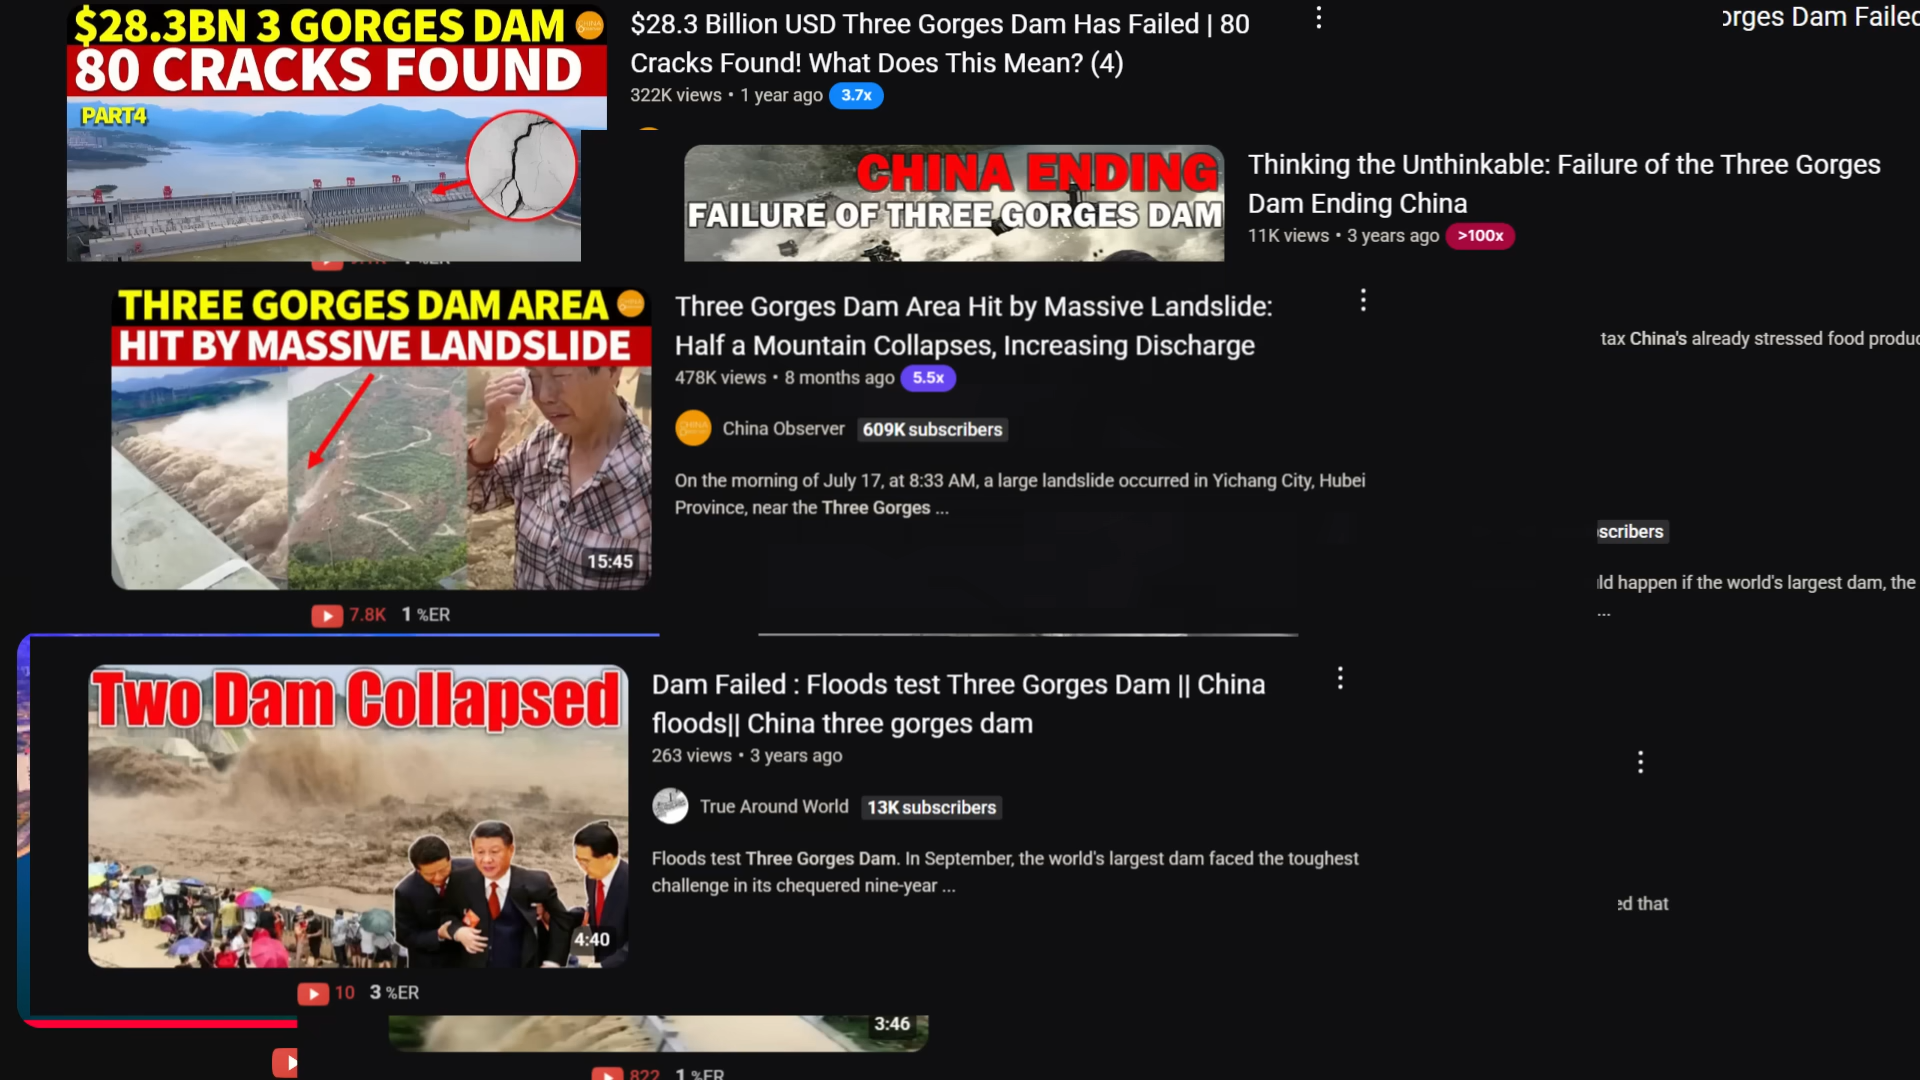 $28.3BN 3 GORGES DAM
80 CRACKS FOUND
PART4
$28.3 Billion USD Three Gorges Dam Has Failed | 80
Cracks Found! What Does This Mean? (4)
322K views • 1 year ago 3.7x
orges Dam Failed
CHINA ENDING
FAILURE OF THREE GORGES DAM
Thinking the Unthinkable: Failure of the Three Gorges
Dam Ending China
11K views • 3 years ago >100x
THREE GORGES DAM AREA
HIT BY MASSIVE LANDSLIDE
15:45
7.8K 1 %ER
Three Gorges Dam Area Hit by Massive Landslide:
Half a Mountain Collapses, Increasing Discharge
478K views • 8 months ago 5.5x
China Observer 609K subscribers
On the morning of July 17, at 8:33 AM, a large landslide occurred in Yichang City, Hubei
Province, near the Three Gorges ...
tax China's already stressed food produc
scribers
ld happen if the world's largest dam, the
...
Two Dam Collapsed
4:40
10 3 %ER
Dam Failed : Floods test Three Gorges Dam || China
floods|| China three gorges dam
263 views • 3 years ago
True Around World 13K subscribers
Floods test Three Gorges Dam. In September, the world's largest dam faced the toughest
challenge in its chequered nine-year ...
ed that
3:46
822 1 %ER